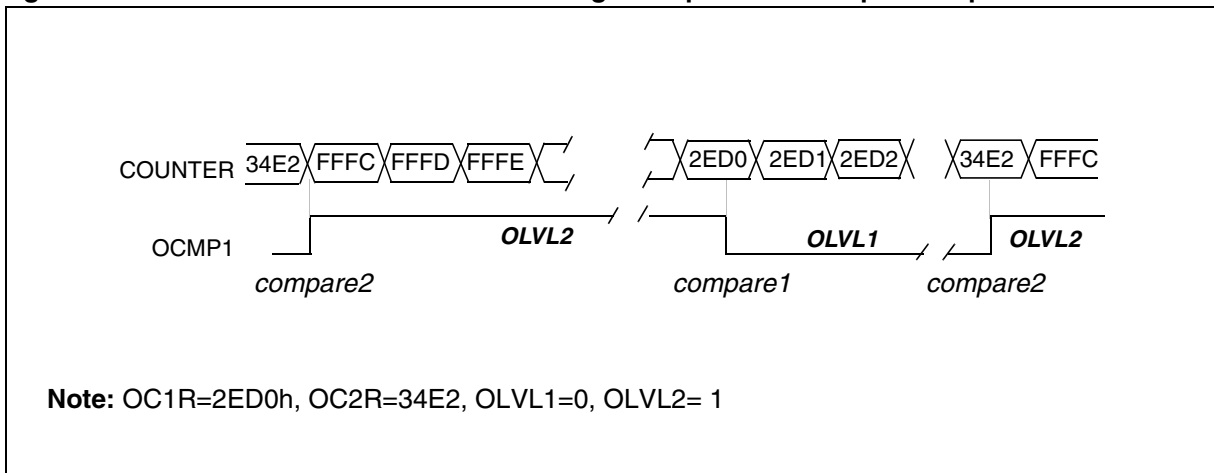 COUNTER 34E2 FFFC FFFD FFFE 2ED0 2ED1 2ED2 34E2 FFFC
OCMP1 OLVL2 OLVL1 OLVL2
compare2 compare1 compare2
Note: OC1R=2ED0h, OC2R=34E2, OLVL1=0, OLVL2= 1